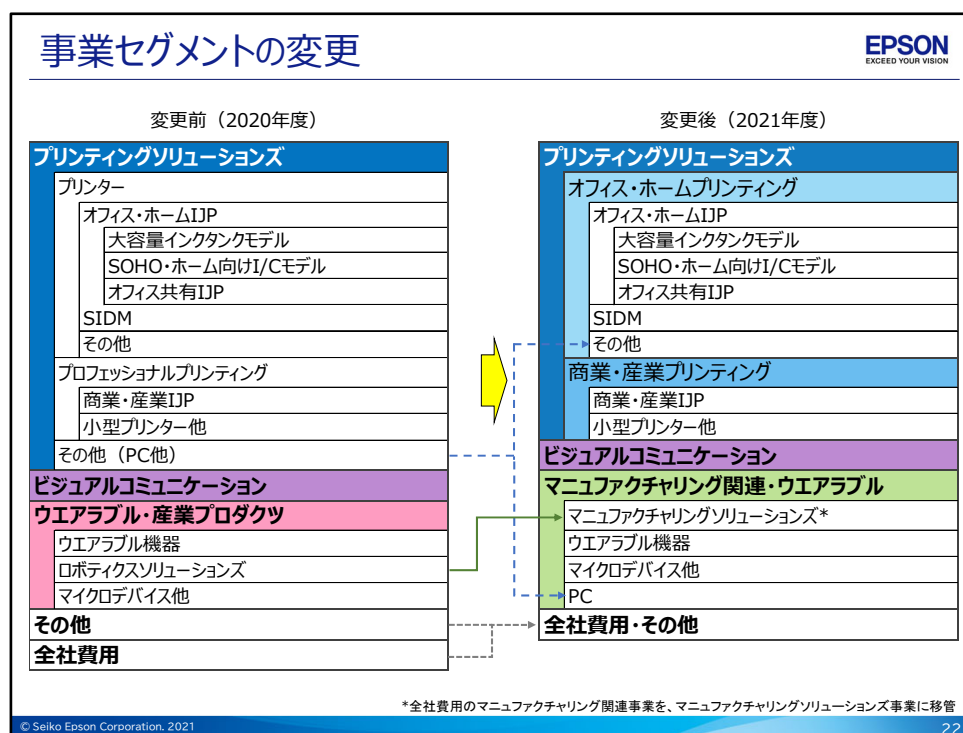 事業セグメントの変更
EPSON
EXCEED YOUR VISION
変更前（2020年度）
プリンティングソリューションズ
プリンター
オフィス・ホームIJP
大容量インクタンクモデル
SOHO・ホーム向けI/Cモデル
オフィス共有IJP
SIDM
その他
プロフェッショナルプリンティング
商業・産業IJP
小型プリンター他
その他（PC他）
ビジュアルコミュニケーション
ウエアラブル・産業プロダクツ
ウエアラブル機器
ロボティクスソリューションズ
マイクロデバイス他
その他
全社費用
変更後（2021年度）
プリンティングソリューションズ
オフィス・ホームプリンティング
オフィス・ホームIJP
大容量インクタンクモデル
SOHO・ホーム向けI/Cモデル
オフィス共有IJP
SIDM
その他
商業・産業プリンティング
商業・産業IJP
小型プリンター他
ビジュアルコミュニケーション
マニュファクチャリング関連・ウエアラブル
マニュファクチャリングソリューションズ*
ウエアラブル機器
マイクロデバイス他
PC
全社費用・その他
*全社費用のマニュファクチャリング関連事業を、マニュファクチャリングソリューションズ事業に移管
© Seiko Epson Corporation. 2021
22